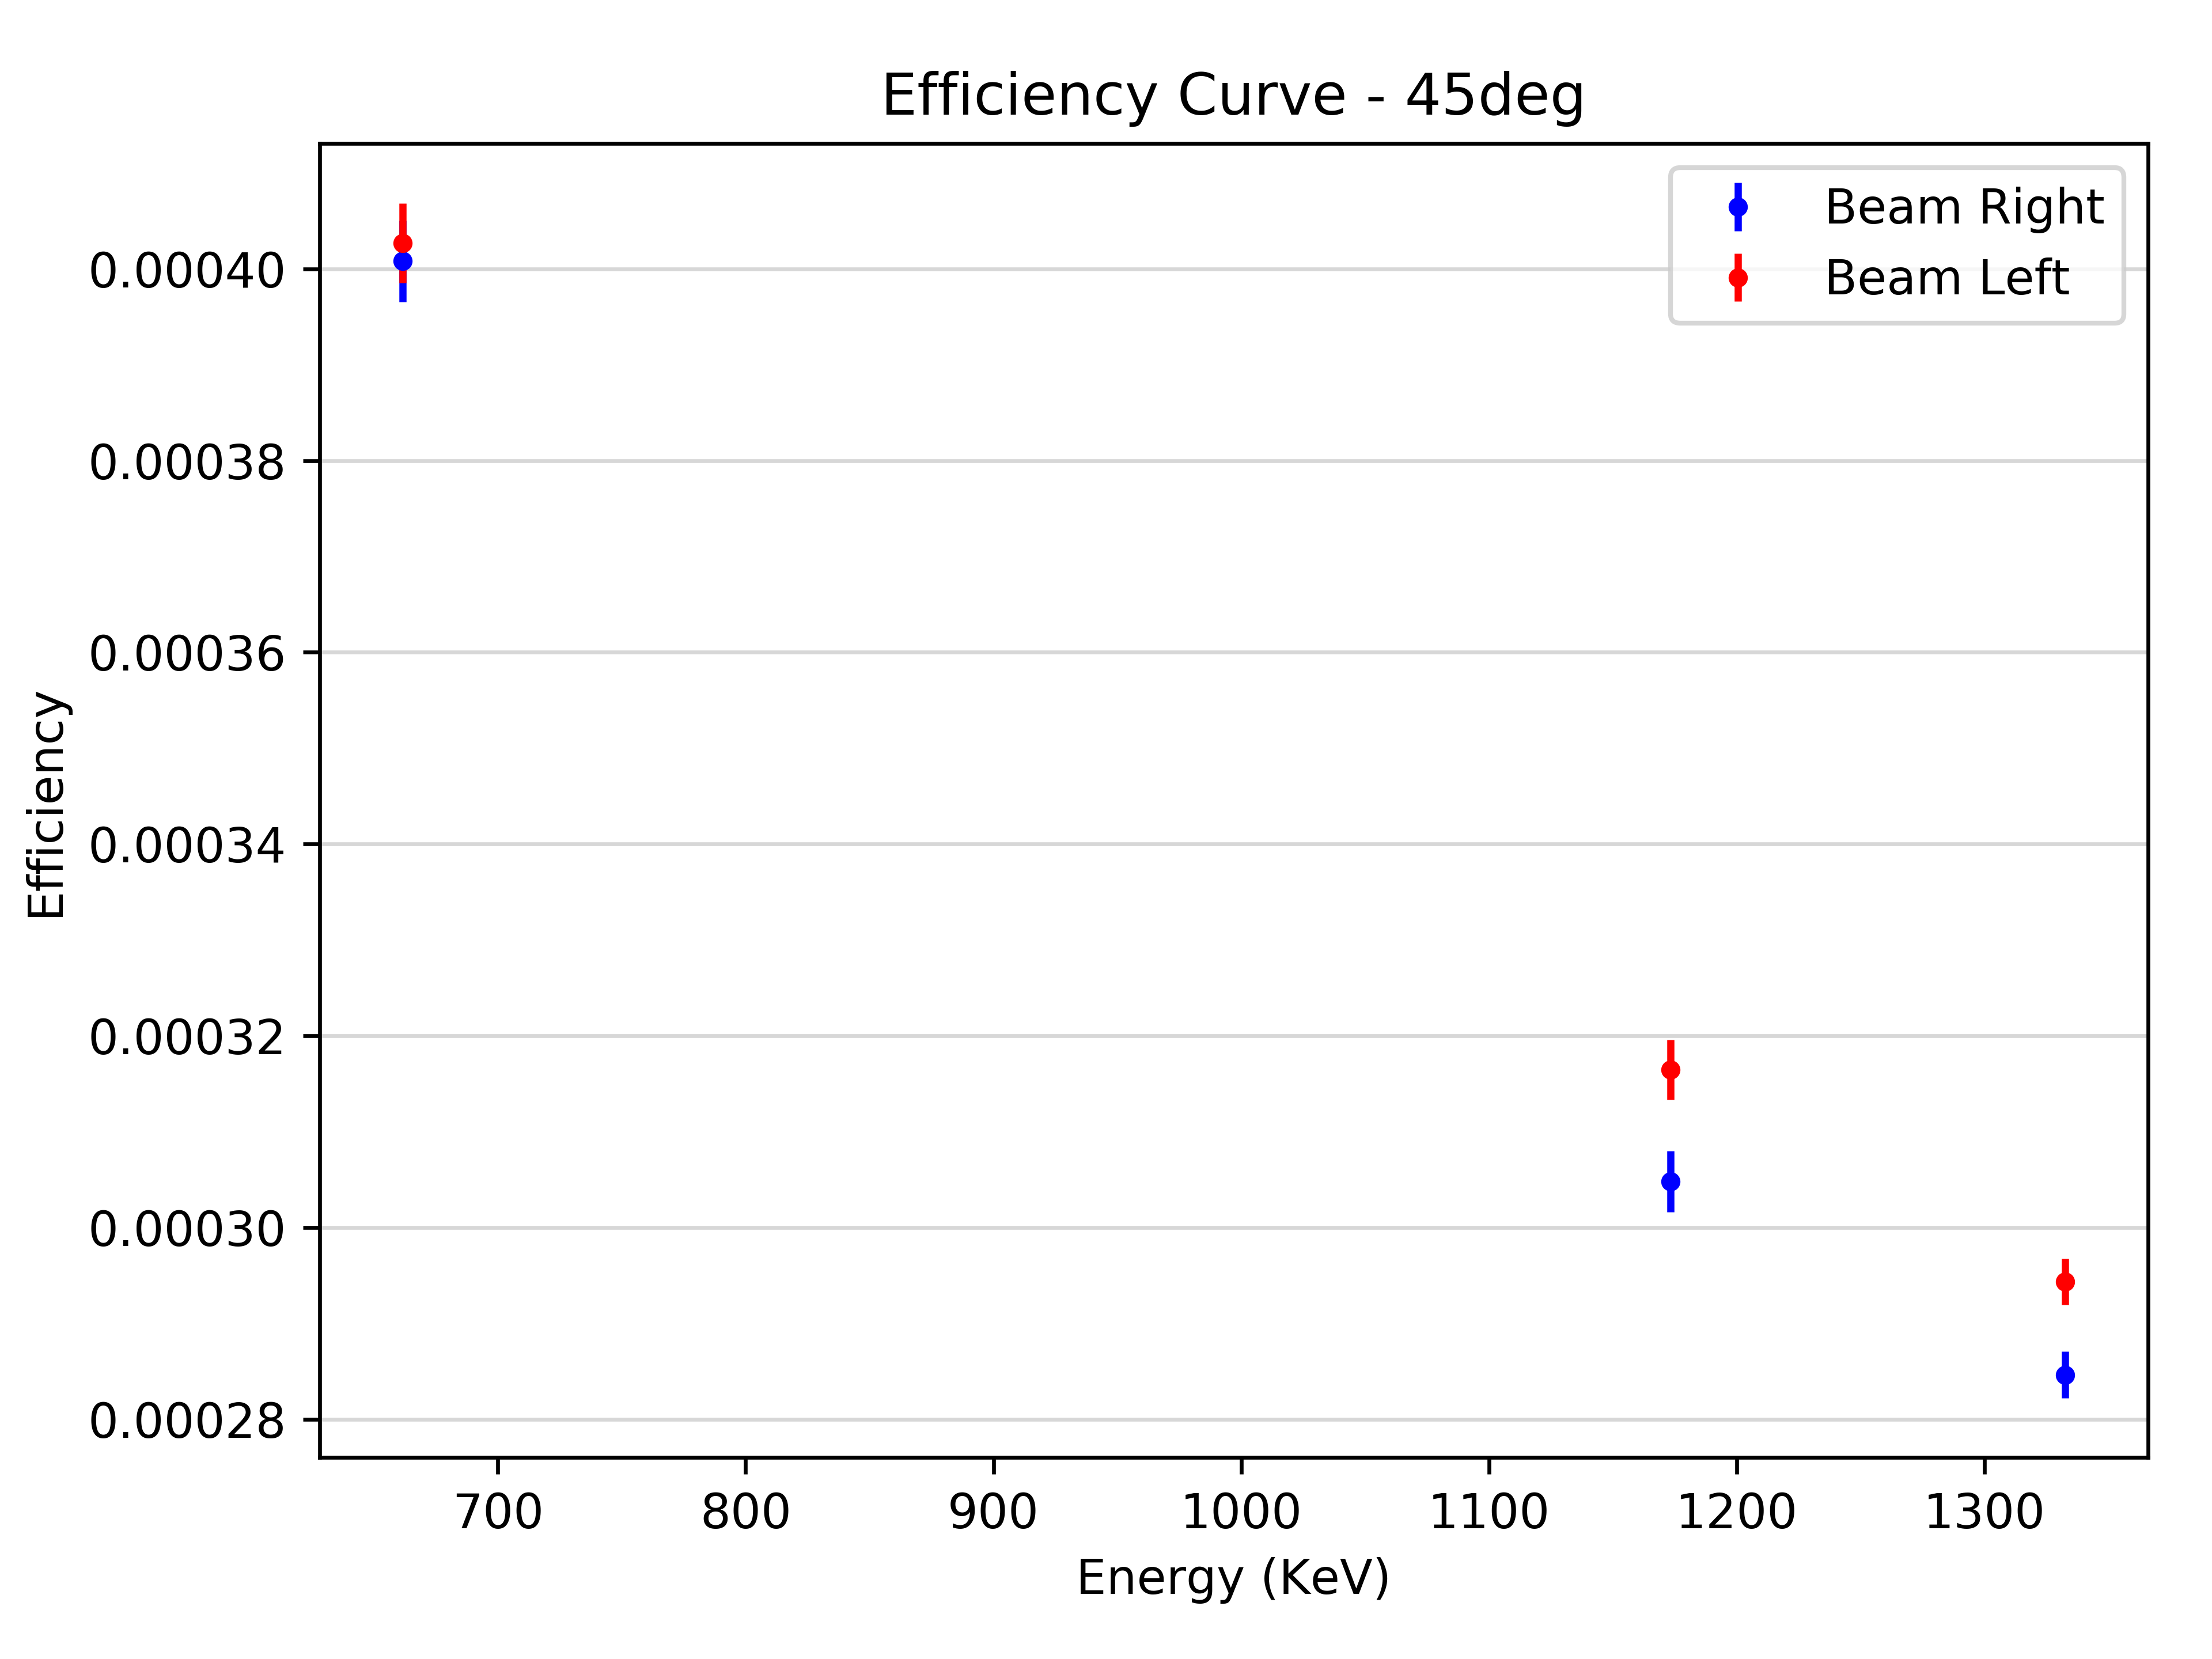 Efficiency Curve - 45deg
Beam Right
Beam Left
0.00040
0.00038
0.00036
0.00034
0.00032
0.00030
0.00028
Efficiency
700 800 900 1000 1100 1200 1300
Energy (KeV)